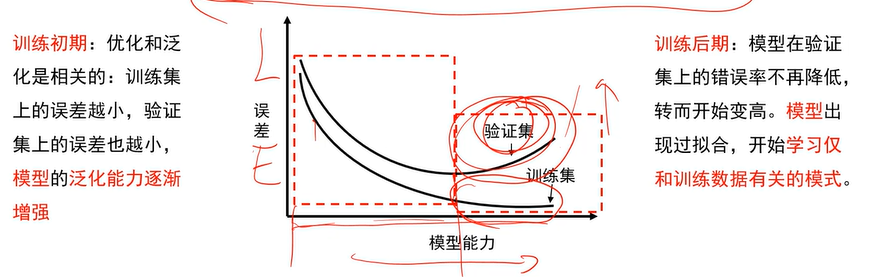 训练初期：优化和泛
化是相关的：训练集
上的误差越小，验证
集上的误差也越小，
模型的泛化能力逐渐
增强
误
差
L
E
验证集
训练集
模型能力
训练后期：模型在验证
集上的错误率不再降低，
转而开始变高。模型出
现过拟合，开始学习仅
和训练数据有关的模式。